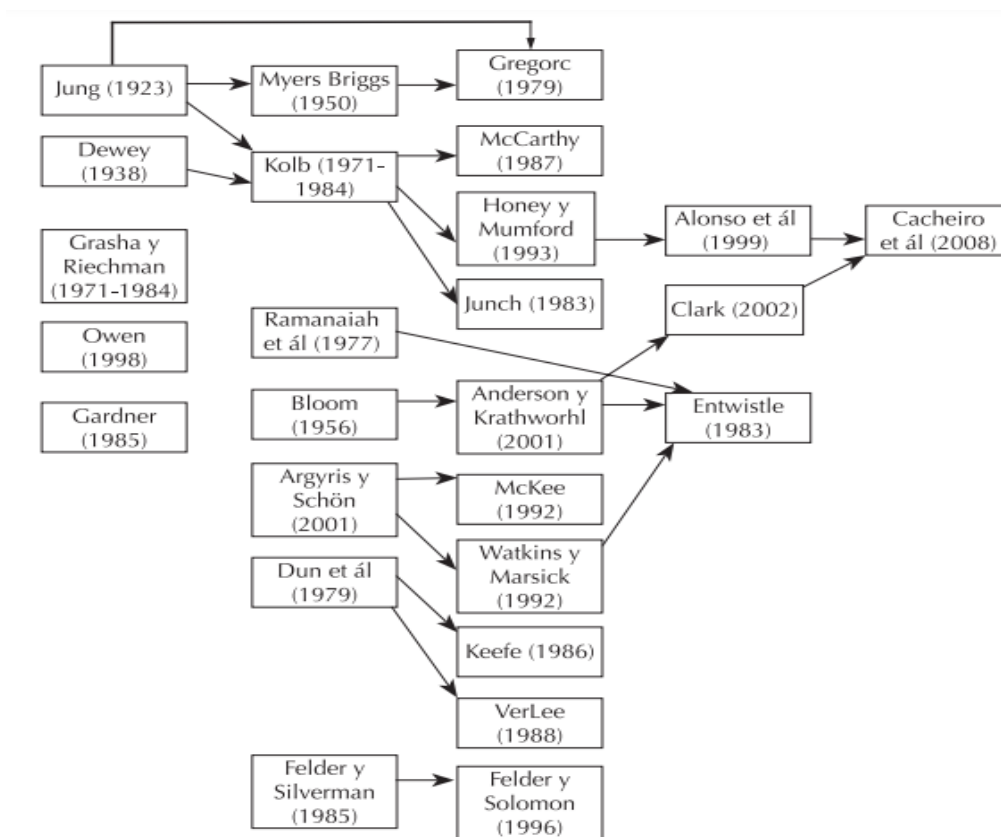 Jung (1923)
Myers Briggs
(1950)
Gregorc
(1979)
Dewey
(1938)
Kolb (1971-
1984)
McCarthy
(1987)
Honey y
Mumford
(1993)
Alonso et ál
(1999)
Cacheiro
et ál (2008)
Grasha y
Riechman
(1971-1984)
Junch (1983)
Clark (2002)
Owen
(1998)
Ramanaiah
et ál (1977)
Gardner
(1985)
Bloom
(1956)
Anderson y
Krathworhl
(2001)
Entwistle
(1983)
Argyris y
Schön
(2001)
McKee
(1992)
Watkins y
Marsick
(1992)
Dun et ál
(1979)
Keefe (1986)
VerLee
(1988)
Felder y
Silverman
(1985)
Felder y
Solomon
(1996)